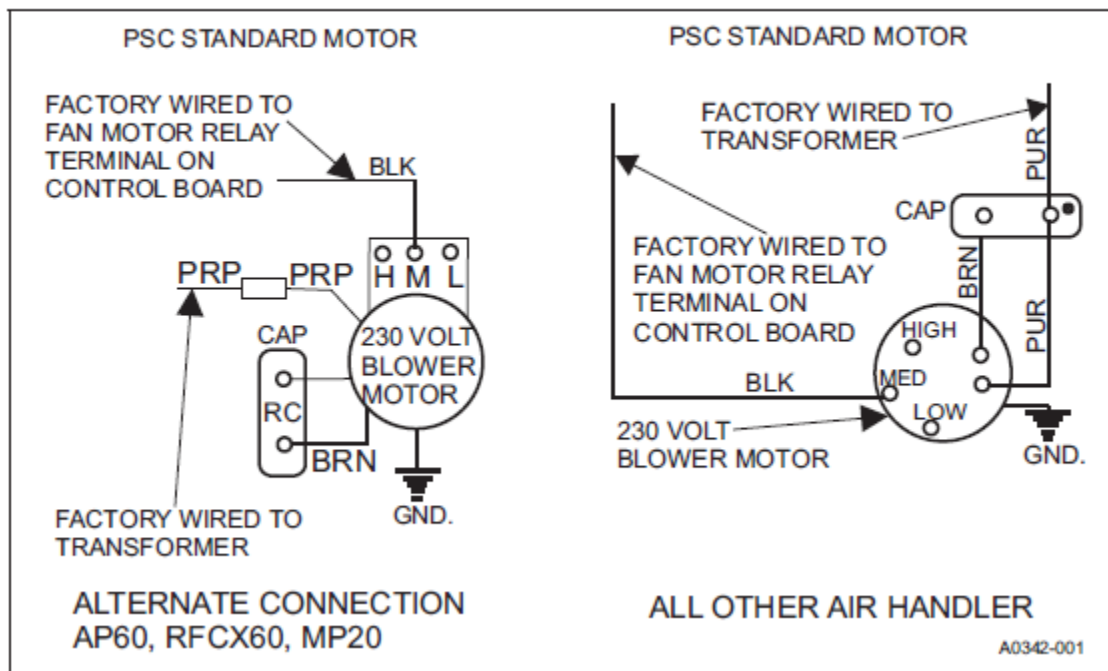 PSC STANDARD MOTOR
FACTORY WIRED TO
FAN MOTOR RELAY
TERMINAL ON
CONTROL BOARD
BLK
H M L
PRP
PRP
CAP
RC
BRN
230 VOLT
BLOWER
MOTOR
GND.
FACTORY WIRED TO
TRANSFORMER
ALTERNATE CONNECTION
AP60, RFCX60, MP20
PSC STANDARD MOTOR
FACTORY WIRED TO
TRANSFORMER
PUR
CAP
FACTORY WIRED TO
FAN MOTOR RELAY
TERMINAL ON
CONTROL BOARD
BRN
PUR
HIGH
MED
LOW
BLK
230 VOLT
BLOWER MOTOR
GND.
ALL OTHER AIR HANDLER
A0342-001